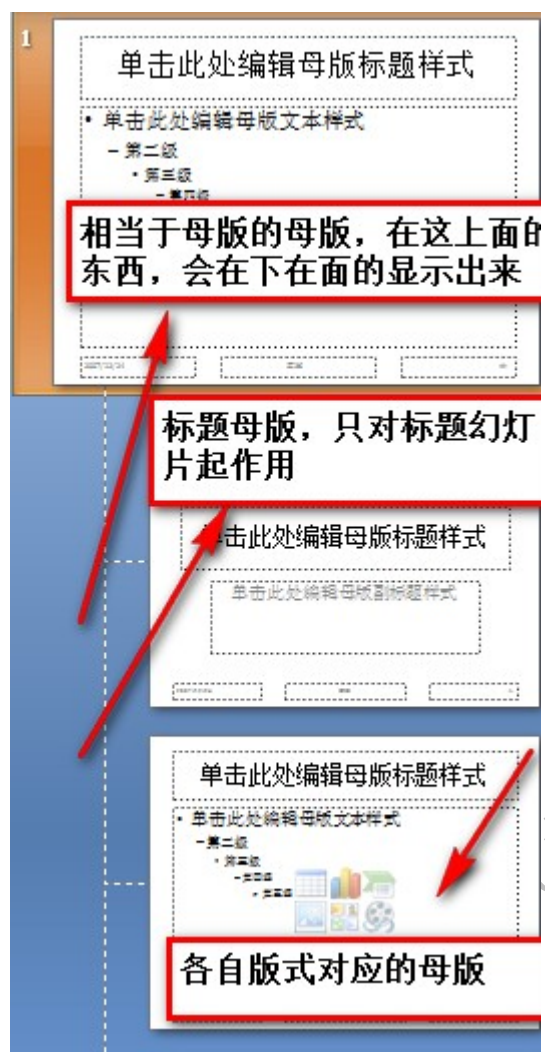 1
单击此处编辑母版标题样式
• 单击此处编辑母版文本样式
– 第二级
• 第三级
– 第四级
相当于母版的母版，在这上面的
东西，会在下在面的显示出来
标题母版，只对标题幻灯
片起作用
单击此处编辑母版标题样式
单击此处编辑母版副标题样式
单击此处编辑母版标题样式
• 单击此处编辑母版文本样式
– 第二级
• 第三级
– 第四级
• 第五级
各自版式对应的母版